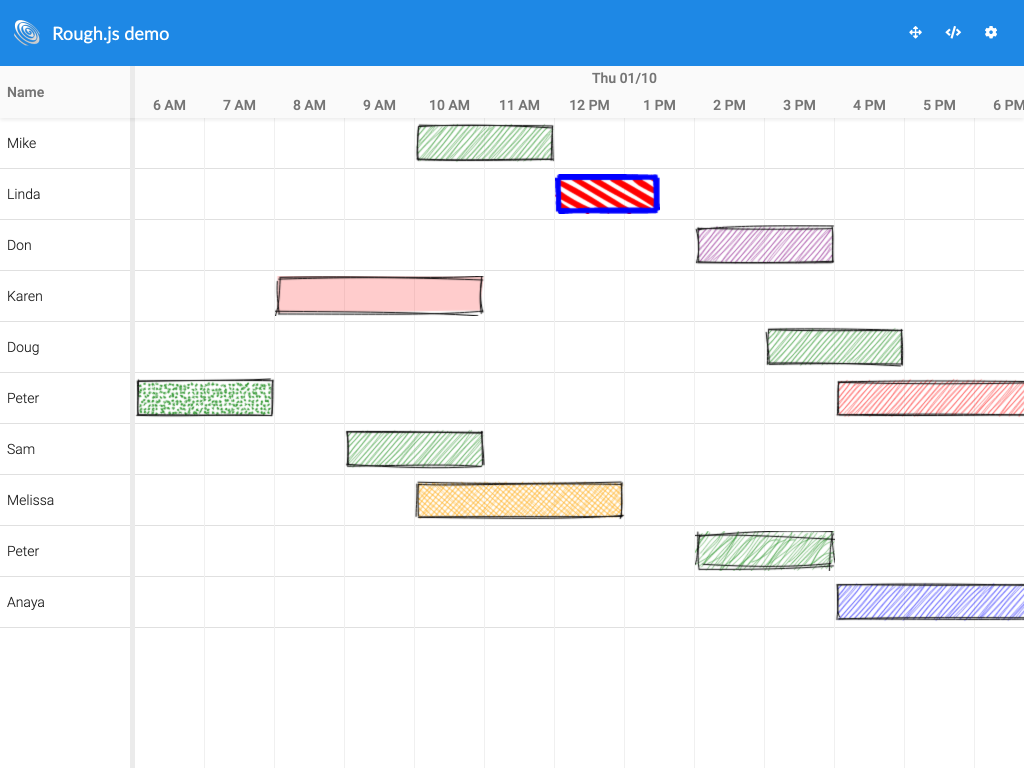 Rough.js demo
Name
Thu 01/10
6 AM 7 AM 8 AM 9 AM 10 AM 11 AM 12 PM 1 PM 2 PM 3 PM 4 PM 5 PM 6 PM
Mike
Linda
Don
Karen
Doug
Peter
Sam
Melissa
Peter
Anaya